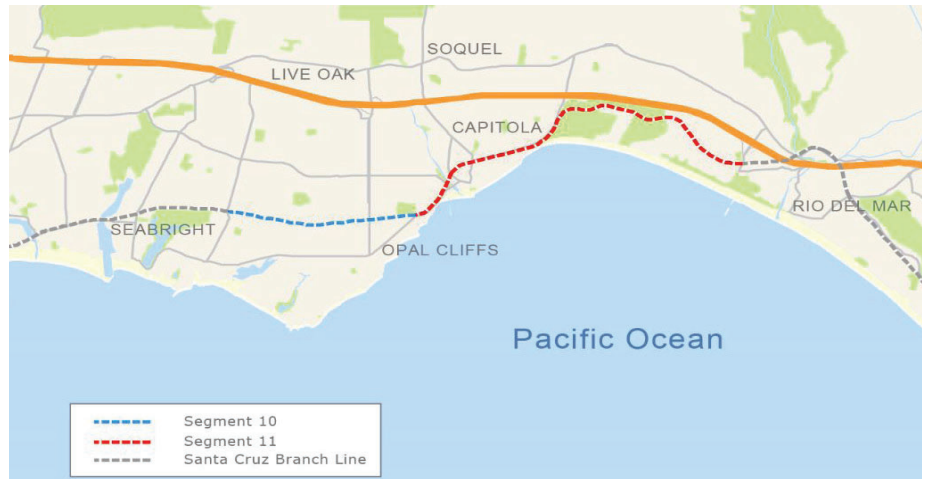 SOQUEL
LIVE OAK
CAPITOLA
RIO DEL MAR
SEABRIGHT
OPAL CLIFFS
Pacific Ocean
Segment 10
Segment 11
Santa Cruz Branch Line